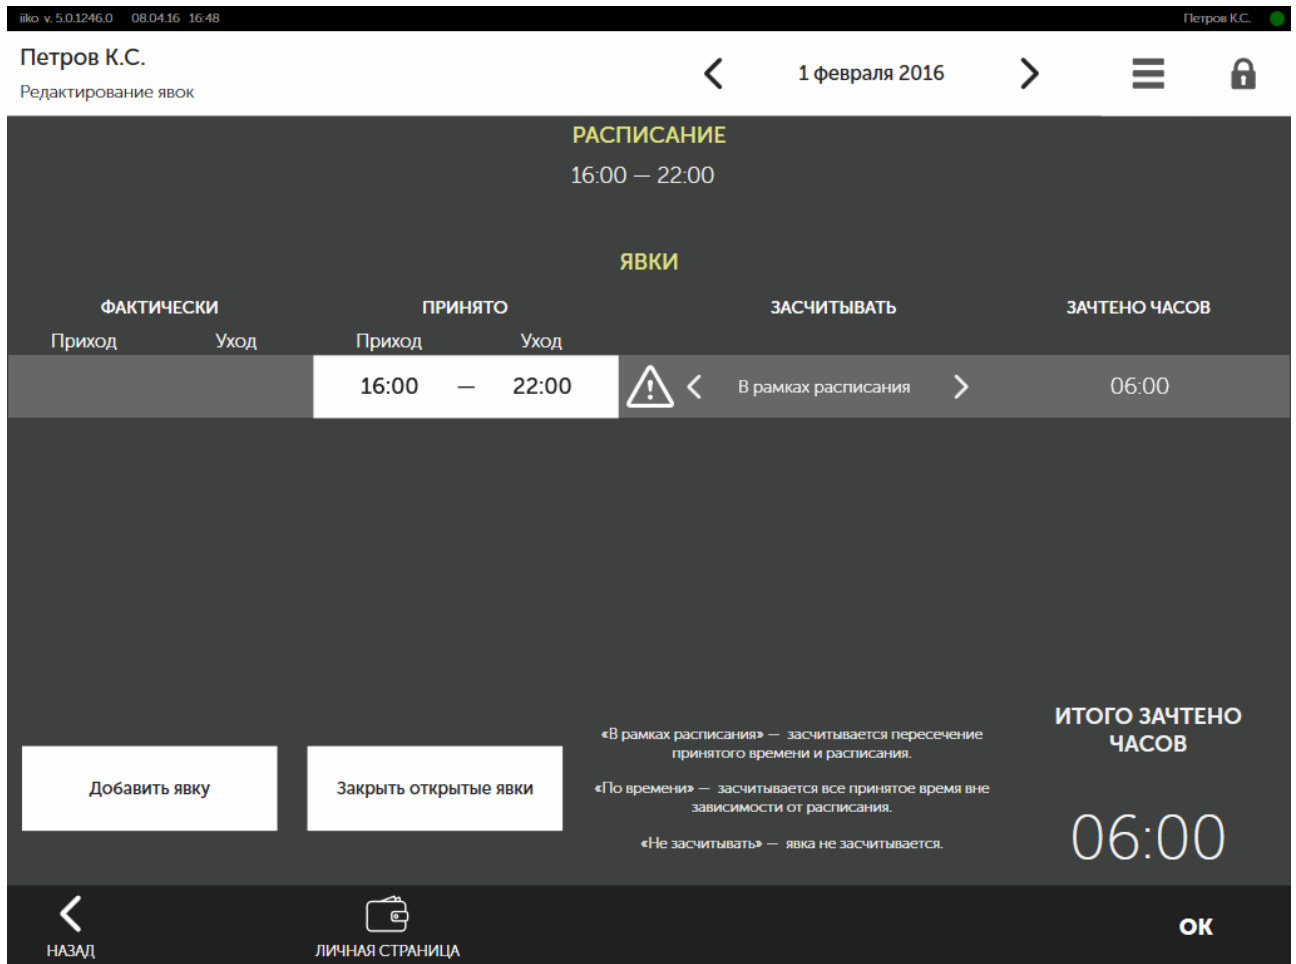 iiko v. 5.0.1246.0 08.04.16 16:48 Петров К.С.
Петров К.С.
Редактирование явок
1 февраля 2016
РАСПИСАНИЕ
16:00 — 22:00
ЯВКИ
ФАКТИЧЕСКИ ПРИНЯТО ЗАСЧИТЫВАТЬ ЗАЧТЕНО ЧАСОВ
Приход Уход Приход Уход
16:00 — 22:00 В рамках расписания 06:00
«В рамках расписания» — засчитывается пересечение
принятого времени и расписания.
«По времени» — засчитывается все принятое время вне
зависимости от расписания.
«Не засчитывать» — явка не засчитывается.
ИТОГО ЗАЧТЕНО
ЧАСОВ
06:00
Добавить явку
Закрыть открытые явки
НАЗАД
ЛИЧНАЯ СТРАНИЦА
ОК